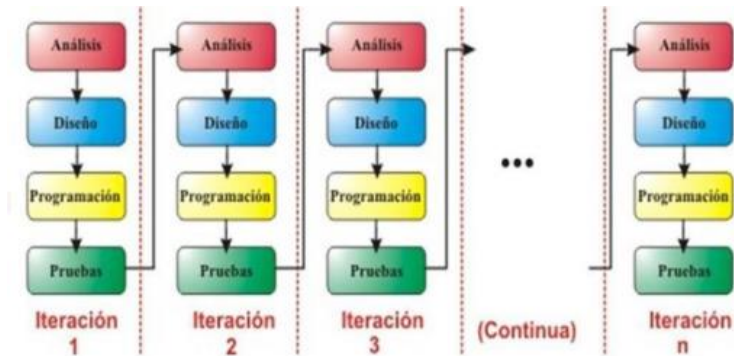 Análisis
Diseño
Programación
Pruebas
Iteración
1
Análisis
Diseño
Programación
Pruebas
Iteración
2
Análisis
Diseño
Programación
Pruebas
Iteración
3
...
(Continua)
Análisis
Diseño
Programación
Pruebas
Iteración
n